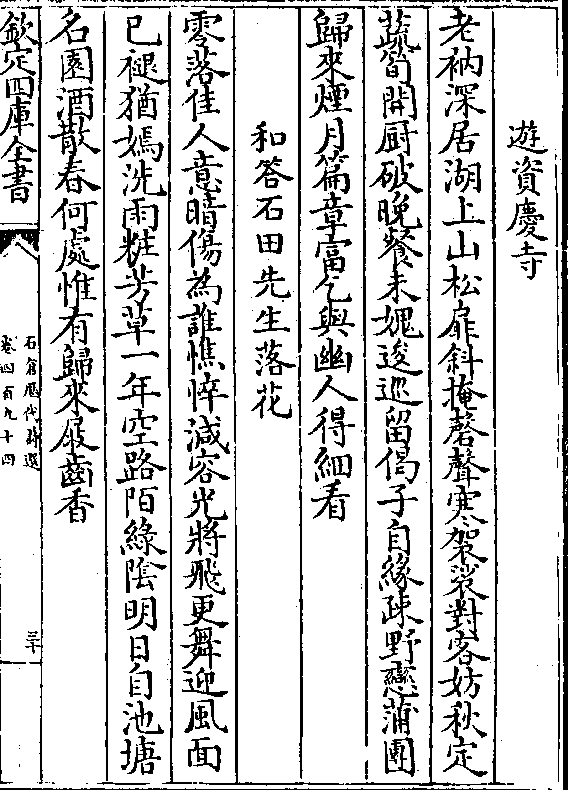 遊資慶寺
老衲深居湖上山松扉斜掩磬聲寒袈裟對客妨秋定
蔬筍開厨破晚餐未媿逡巡留偈子自緣疎野戀蒲團
歸來煙月篇章富乞與幽人得細看
和答石田先生落花
零落佳人意暗傷為誰憔悴減容光將飛更舞迎風面
已褪猶嫣洗雨粧芳草一年空路陌綠陰明日自池塘
名園酒散春何處惟有歸來屐齒香
欽定四庫全書
石倉歷代詩選
卷四百九十四
三十